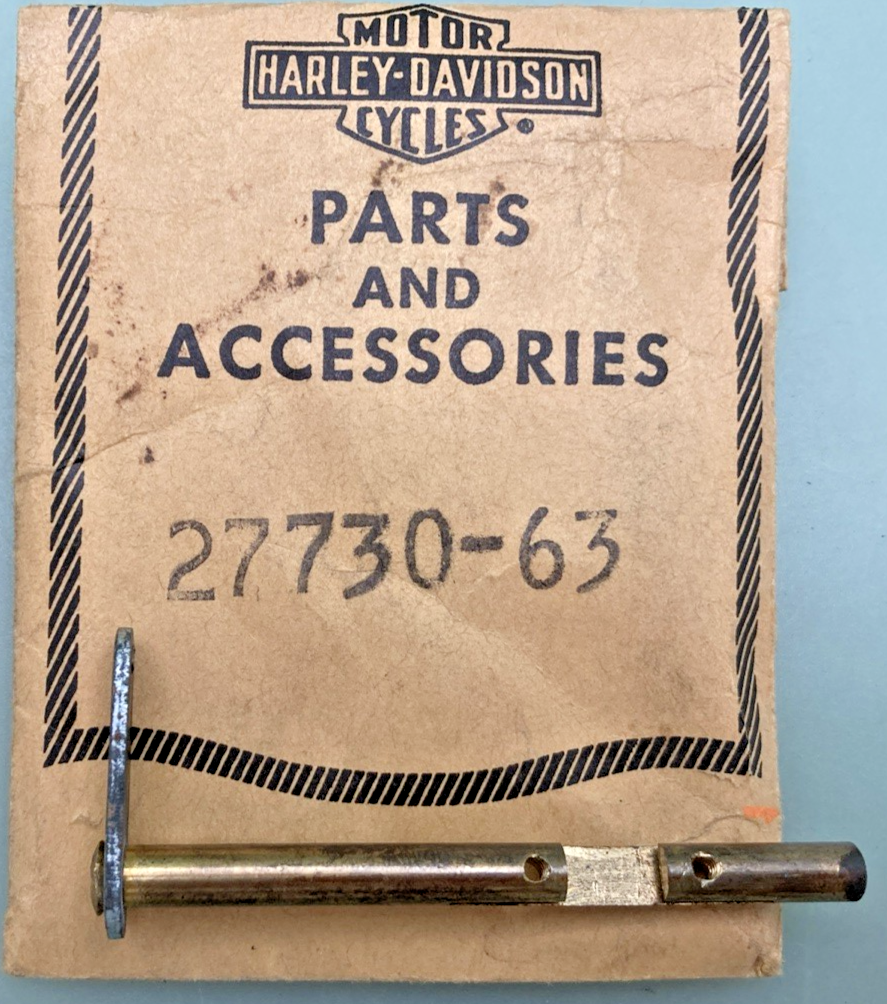 MOTOR
HARLEY-DAVIDSON
CYCLES ®
PARTS
AND
ACCESSORIES
27730-63